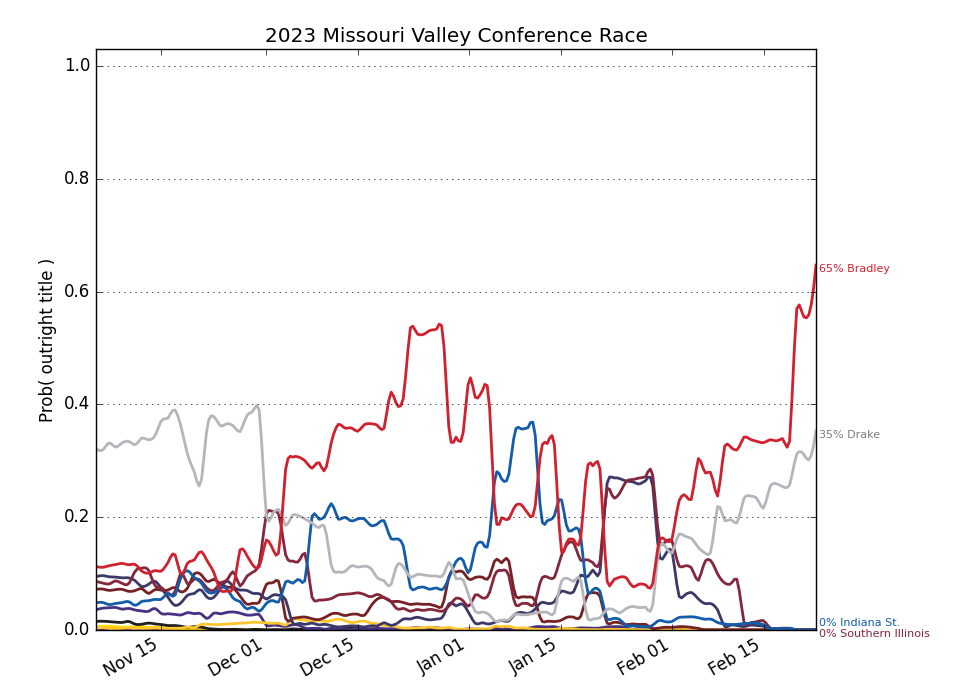 2023 Missouri Valley Conference Race
Prob( outright title )
1.0
0.8
0.6
0.4
0.2
0.0
Nov 15
Dec 01
Dec 15
Jan 01
Jan 15
Feb 01
Feb 15
65% Bradley
35% Drake
0% Indiana St.
0% Southern Illinois